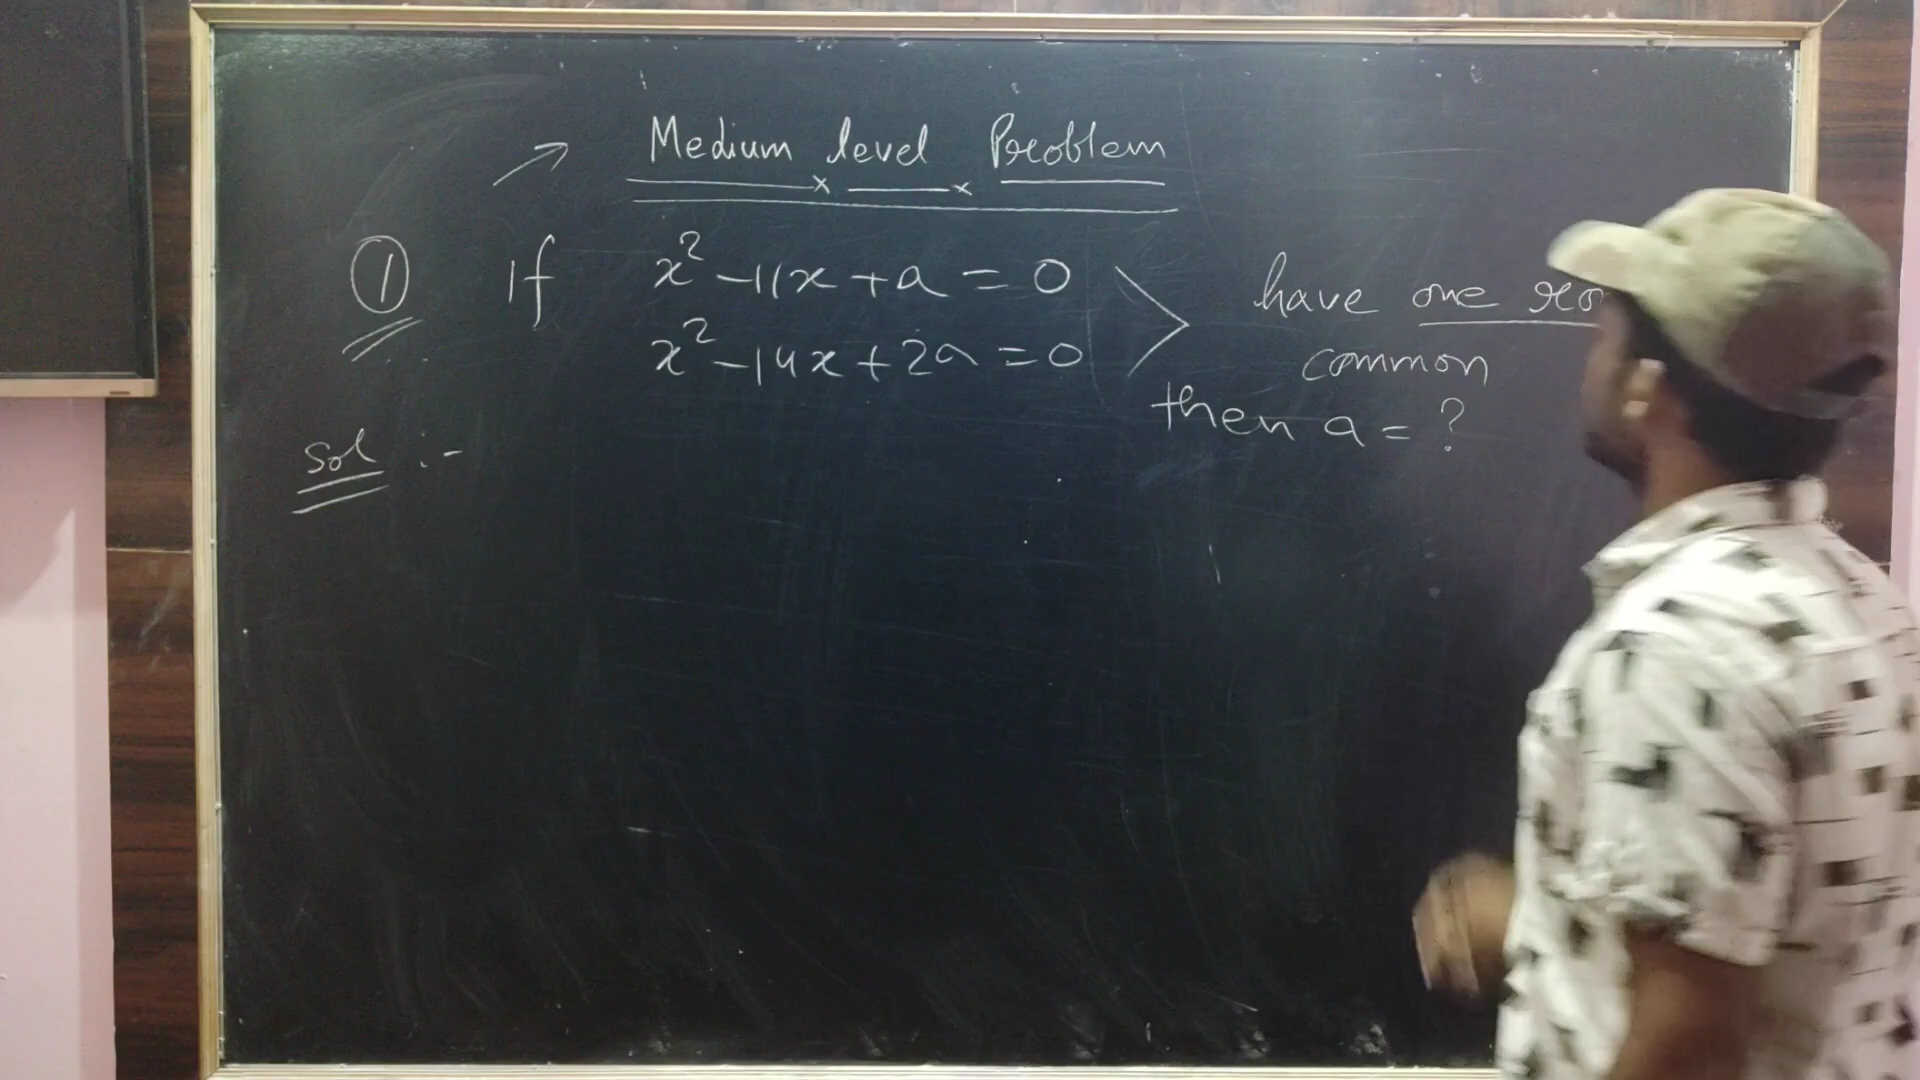 Medium level Problem
① If x² - 11x + a = 0
x² - 14x + 2a = 0
have one
common
then a = ?
Sol :-